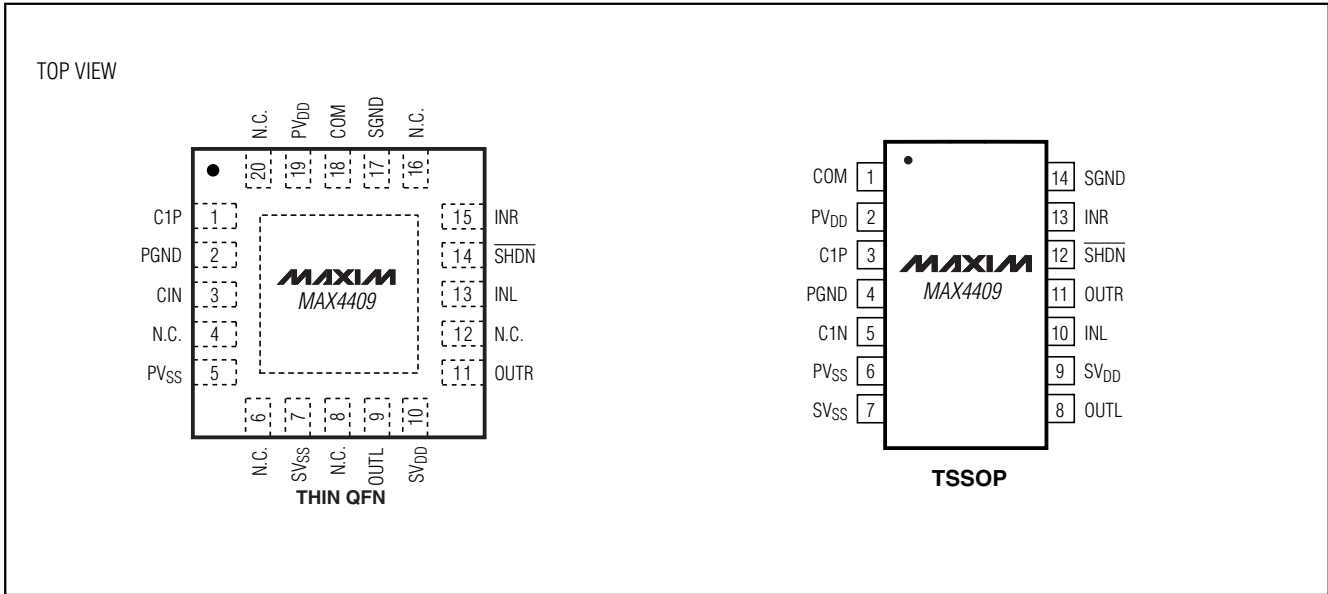 TOP VIEW
N.C. PVDD COM SGND N.C.
20 19 18 17 16
C1P 1
PGND 2
CIN 3
N.C. 4
PVSS 5
15 INR
14 SHDN
13 INL
12 N.C.
11 OUTR
MAXIM
MAX4409
6 7 8 9 10
N.C. SVSS N.C. OUTL SVDD
THIN QFN
COM 1
PVDD 2
C1P 3
PGND 4
C1N 5
PVSS 6
SVSS 7
MAXIM
MAX4409
14 SGND
13 INR
12 SHDN
11 OUTR
10 INL
9 SVDD
8 OUTL
TSSOP